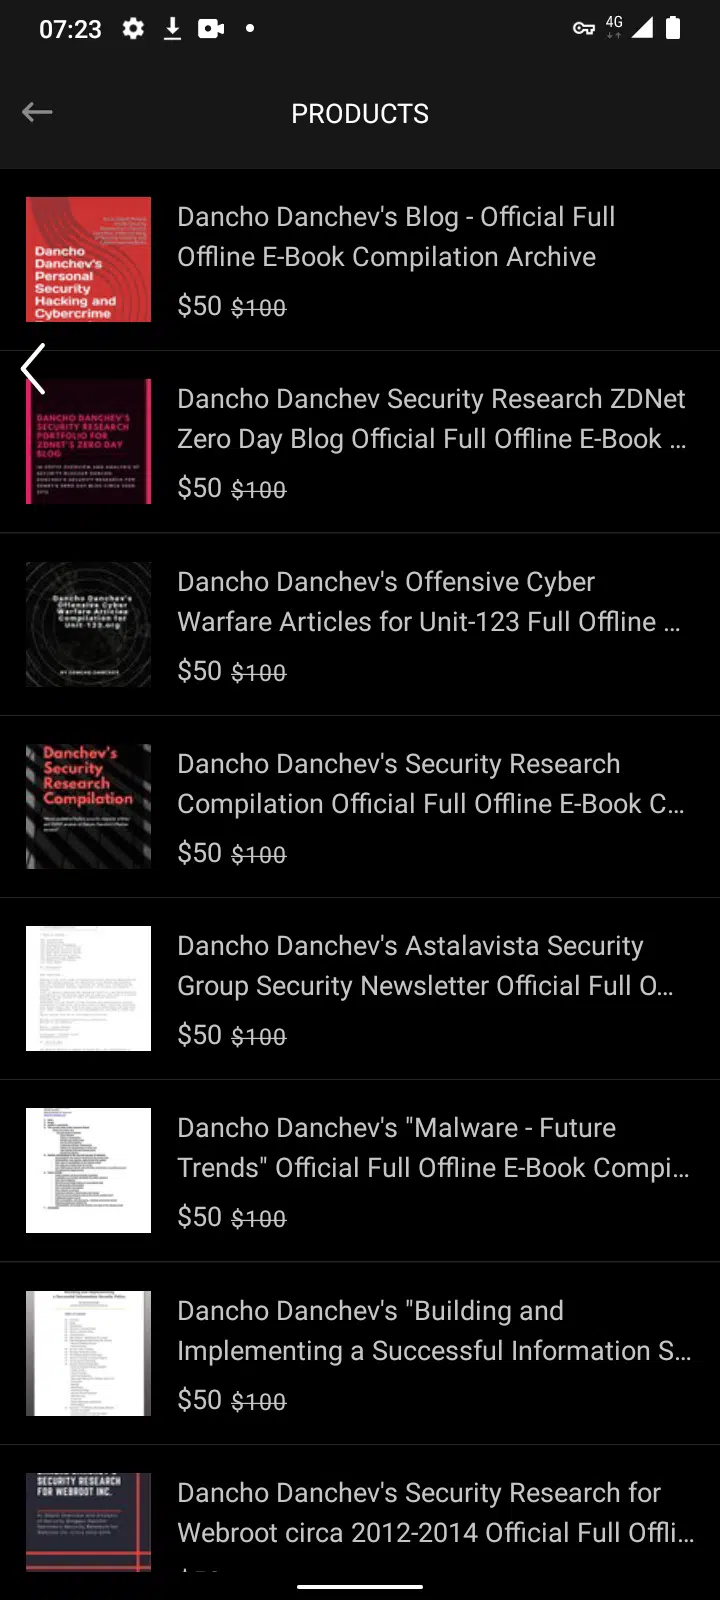 07:23
4G
PRODUCTS
Dancho
Danchev's
Personal
Security
Hacking and
Cybercrime
Dancho Danchev's Blog - Official Full
Offline E-Book Compilation Archive
$50 $100
DANCHO DANCHEV'S
SECURITY RESEARCH
PORTFOLIO FOR
ZDNET'S ZERO DAY
BLOG
Dancho Danchev Security Research ZDNet
Zero Day Blog Official Full Offline E-Book ...
$50 $100
Dancho Danchev's
Offensive Cyber
Warfare Articles
Compilation for
Unit-123.org
BY DANCHO DANCHEV
Dancho Danchev's Offensive Cyber
Warfare Articles for Unit-123 Full Offline ...
$50 $100
Danchev's
Security
Research
Compilation
Dancho Danchev's Security Research
Compilation Official Full Offline E-Book C...
$50 $100
Dancho Danchev's Astalavista Security
Group Security Newsletter Official Full O...
$50 $100
Dancho Danchev's "Malware - Future
Trends" Official Full Offline E-Book Compi...
$50 $100
Dancho Danchev's "Building and
Implementing a Successful Information S...
$50 $100
SECURITY RESEARCH
FOR WEBROOT INC.
Dancho Danchev's Security Research for
Webroot circa 2012-2014 Official Full Offli...